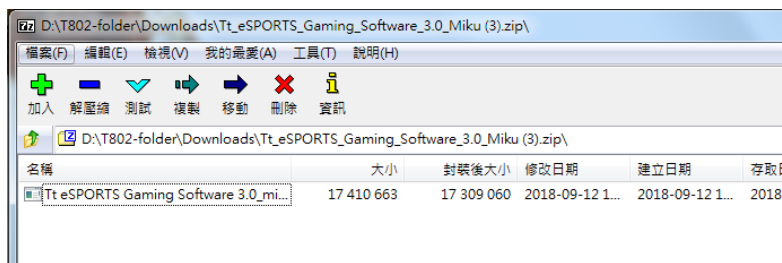 D:\T802-folder\Downloads\Tt_eSPORTS_Gaming_Software_3.0_Miku (3).zip\
檔案(F) 編輯(E) 檢視(V) 我的最愛(A) 工具(T) 說明(H)
加入 解壓縮 測試 複製 移動 刪除 資訊
D:\T802-folder\Downloads\Tt_eSPORTS_Gaming_Software_3.0_Miku (3).zip\
名稱 大小 封裝後大小 修改日期 建立日期 存取
Tt eSPORTS Gaming Software 3.0_mi... 17 410 663 17 309 060 2018-09-12 1... 2018-09-12 1... 2018